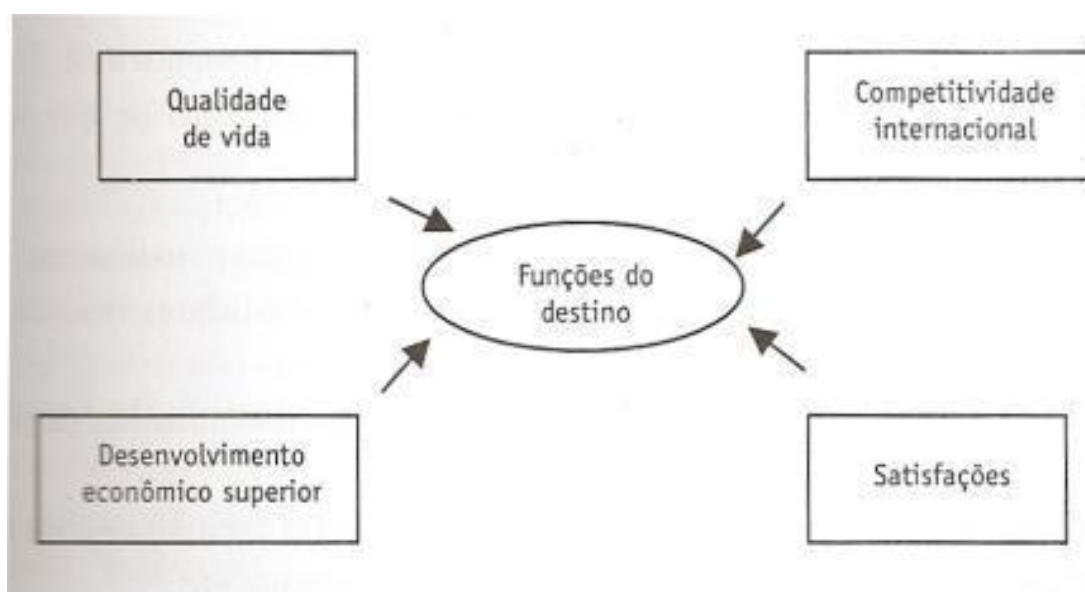 Qualidade
de vida
Competitividade
internacional
Funções do
destino
Desenvolvimento
econômico superior
Satisfações